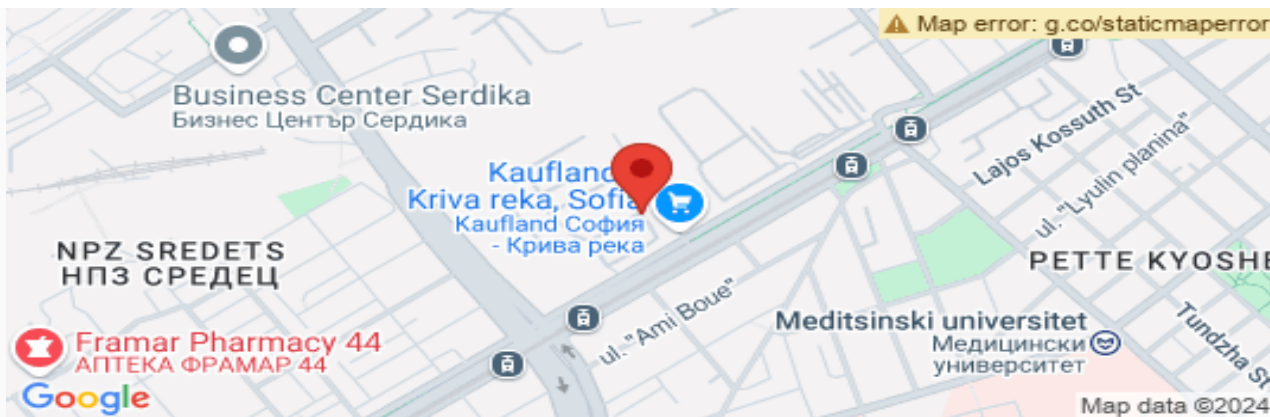 Map error: g.co/staticmaperror
Business Center Serdika
Бизнес Център Сердика
Lajos Kossuth St
Kaufland
Kriva reka, Sofia
Kaufland София
- Крива река
ul. "Lyulin planina"
NPZ SREDETS
НПЗ СРЕДЕЦ
PETTE KYOSHE
ul. "Ami Boue"
Meditsinski universitet
Медицински
университет
Tundzha St
Framar Pharmacy 44
АПТЕКА ФРАМАР 44
Google
Map data ©2024